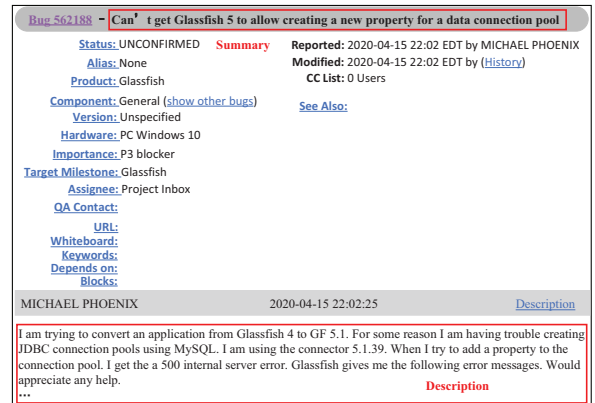 Bug 562188 - Can't get Glassfish 5 to allow creating a new property for a data connection pool
Status: UNCONFIRMED Summary Reported: 2020-04-15 22:02 EDT by MICHAEL PHOENIX
Alias: None Modified: 2020-04-15 22:02 EDT by (History)
Product: Glassfish CC List: 0 Users
Component: General (show other bugs) See Also:
Version: Unspecified
Hardware: PC Windows 10
Importance: P3 blocker
Target Milestone: Glassfish
Assignee: Project Inbox
QA Contact:
URL:
Whiteboard:
Keywords:
Depends on:
Blocks:
MICHAEL PHOENIX 2020-04-15 22:02:25 Description
I am trying to convert an application from Glassfish 4 to GF 5.1. For some reason I am having trouble creating
JDBC connection pools using MySQL. I am using the connector 5.1.39. When I try to add a property to the
connection pool. I get the a 500 internal server error. Glassfish gives me the following error messages. Would
appreciate any help. Description
...